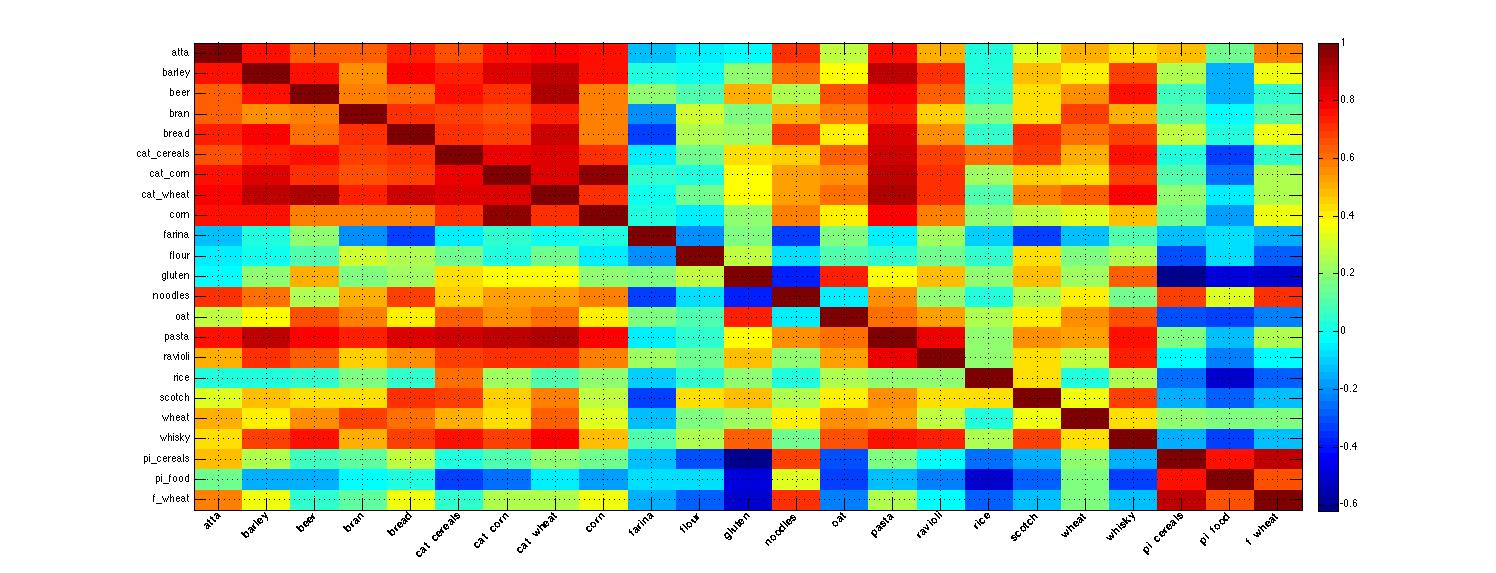 atta
barley
beer
bran
bread
cat_cereals
cat_corn
cat_wheat
corn
farina
flour
gluten
noodles
oat
pasta
ravioli
rice
scotch
wheat
whisky
pi_cereals
pi_food
f_wheat
atta barley beer bran bread cat cereals cat corn cat wheat corn farina flour gluten noodles oat pasta ravioli rice scotch wheat whisky pi cereals pi food f wheat
1
0.8
0.6
0.4
0.2
0
-0.2
-0.4
-0.6